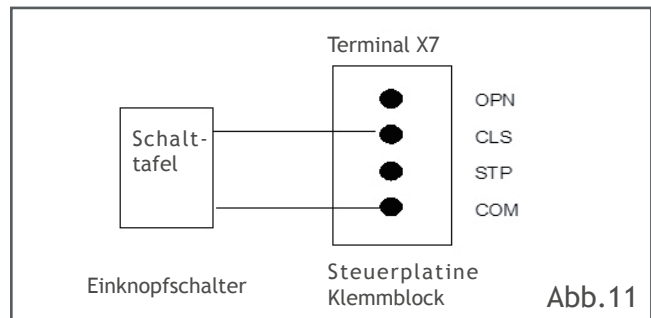 Terminal X7
OPN
CLS
STP
COM
Schalt-
tafel
Einknopfschalter
Steuerplatine
Klemmblock
Abb.11